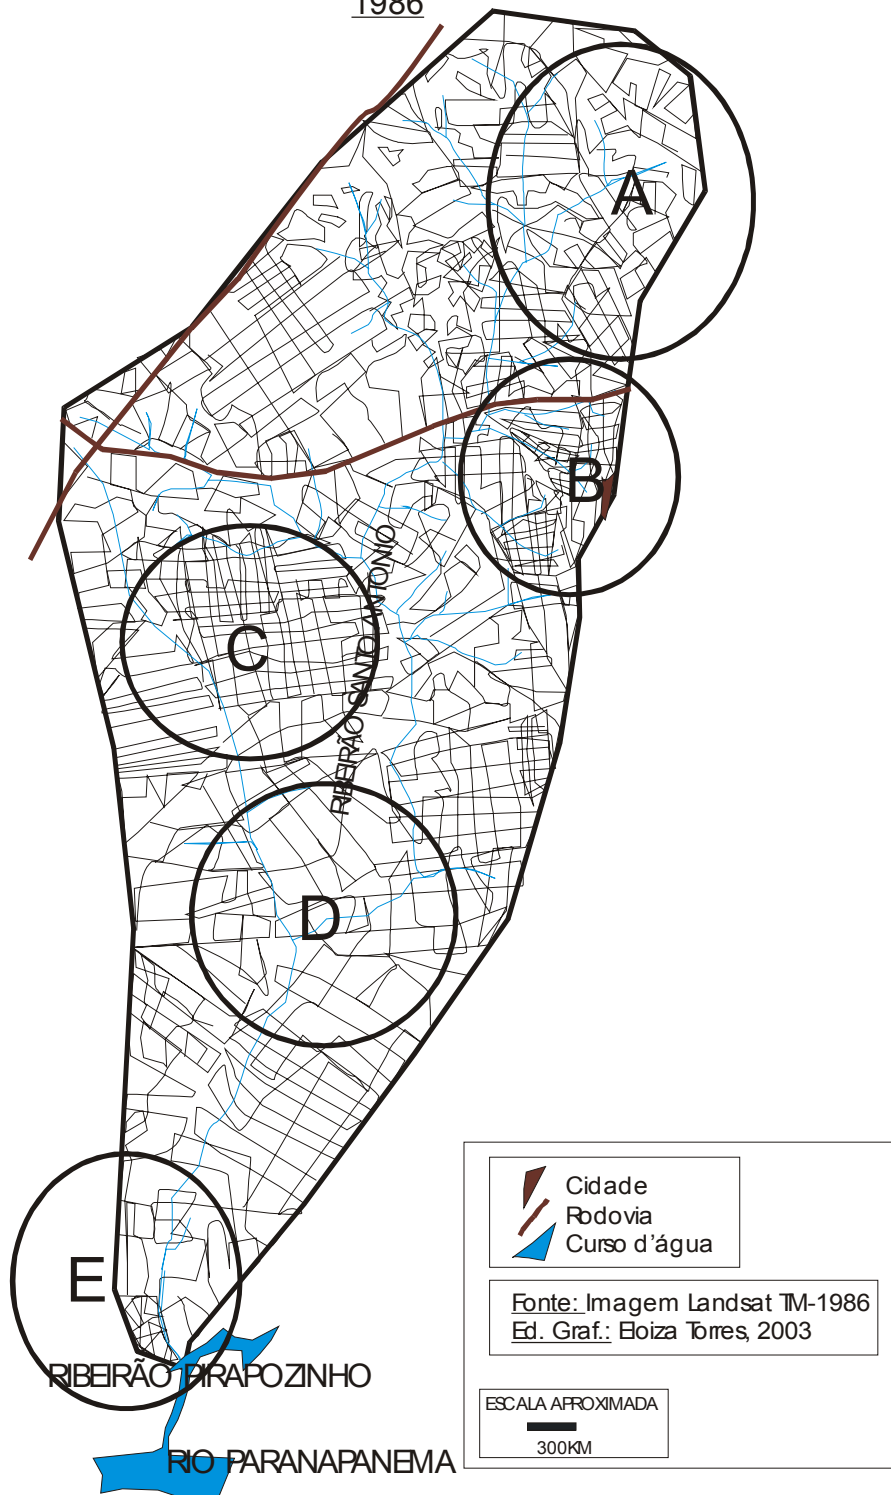 1986
A
B
C
RIBEIRÃO SANTO ANTONIO
D
E
Cidade
Rodovia
Curso d'água
Fonte: Imagem Landsat TM-1986
Ed. Graf.: Eloiza Torres, 2003
RIBEIRÃO PIRAPOZINHO
ESCALA APROXIMADA
300KM
RIO PARANAPANEMA